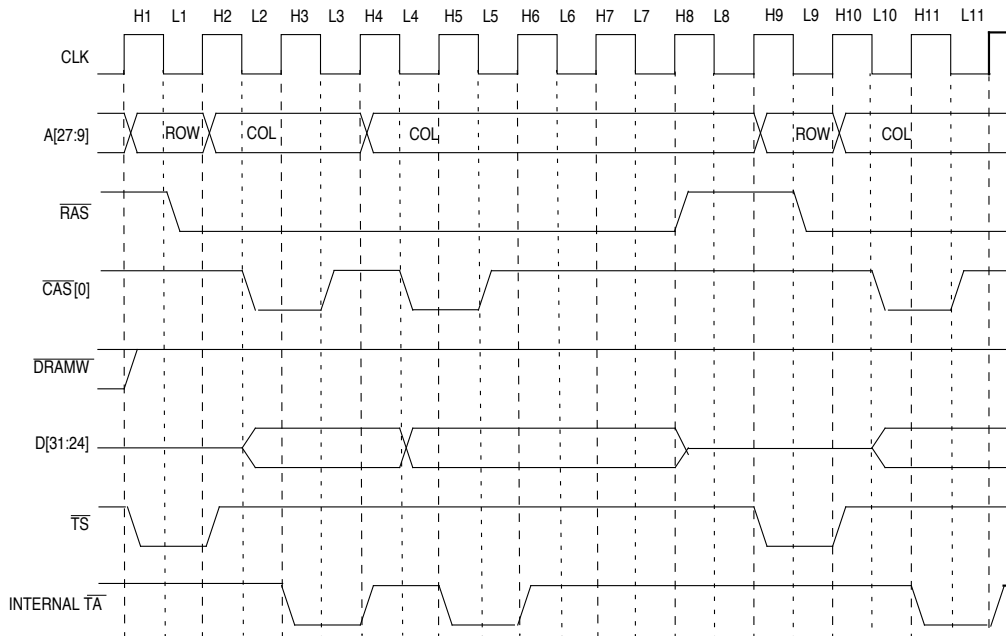 H1 L1 H2 L2 H3 L3 H4 L4 H5 L5 H6 L6 H7 L7 H8 L8 H9 L9 H10 L10 H11 L11
CLK
A[27:9] ROW COL COL ROW COL
RAS
CAS[0]
DRAMW
D[31:24]
TS
INTERNAL TA